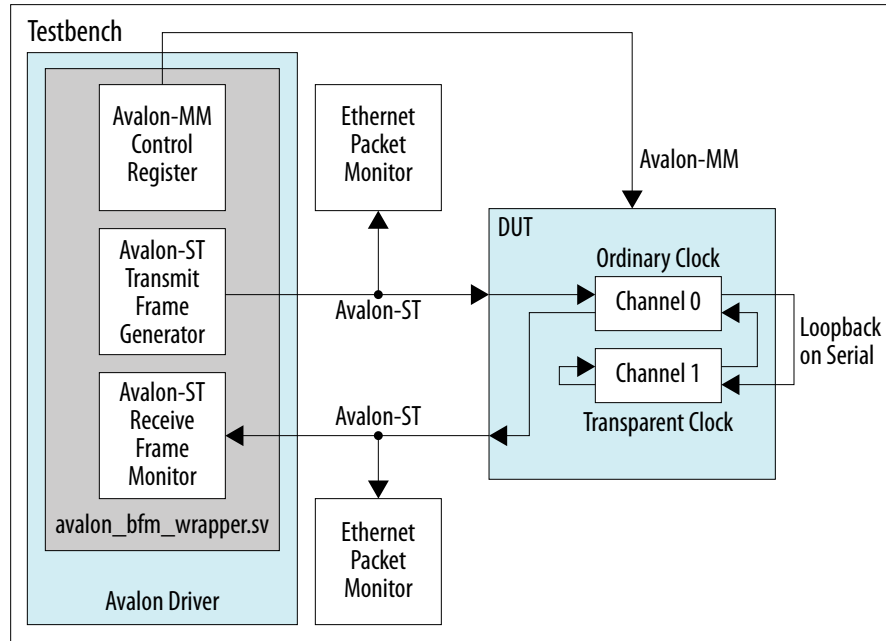 Testbench
Avalon-MM
Control
Register
Avalon-ST
Transmit
Frame
Generator
Avalon-ST
Receive
Frame
Monitor
avalon_bfm_wrapper.sv
Avalon Driver
Ethernet
Packet
Monitor
Avalon-ST
Avalon-ST
Ethernet
Packet
Monitor
Avalon-MM
DUT
Ordinary Clock
Channel 0
Channel 1
Transparent Clock
Loopback
on Serial